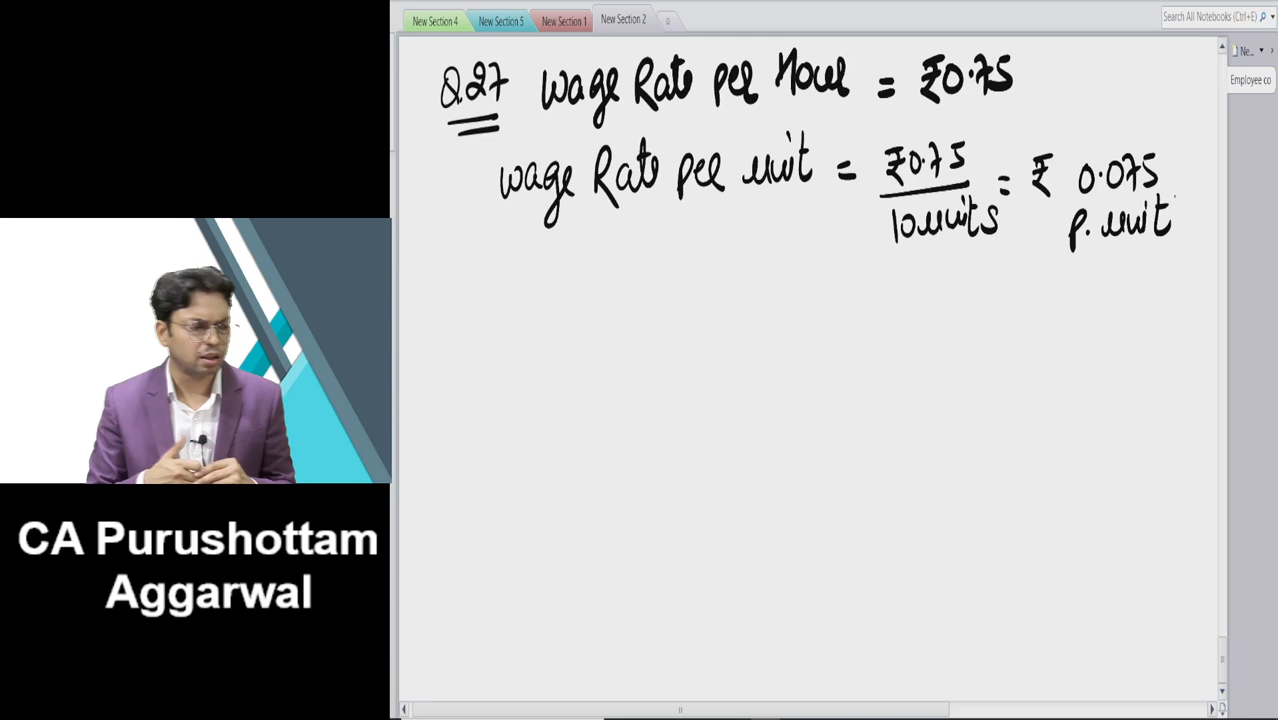 New Section 4 New Section 5 New Section 1 New Section 2
Search All Notebooks (Ctrl+E)
Ne...
Employee co
Q.27 Wage Rate per Hour = ₹0.75
Wage Rate per unit = ₹0.75 / 10 units = ₹ 0.075 p. unit
CA Purushottam
Aggarwal